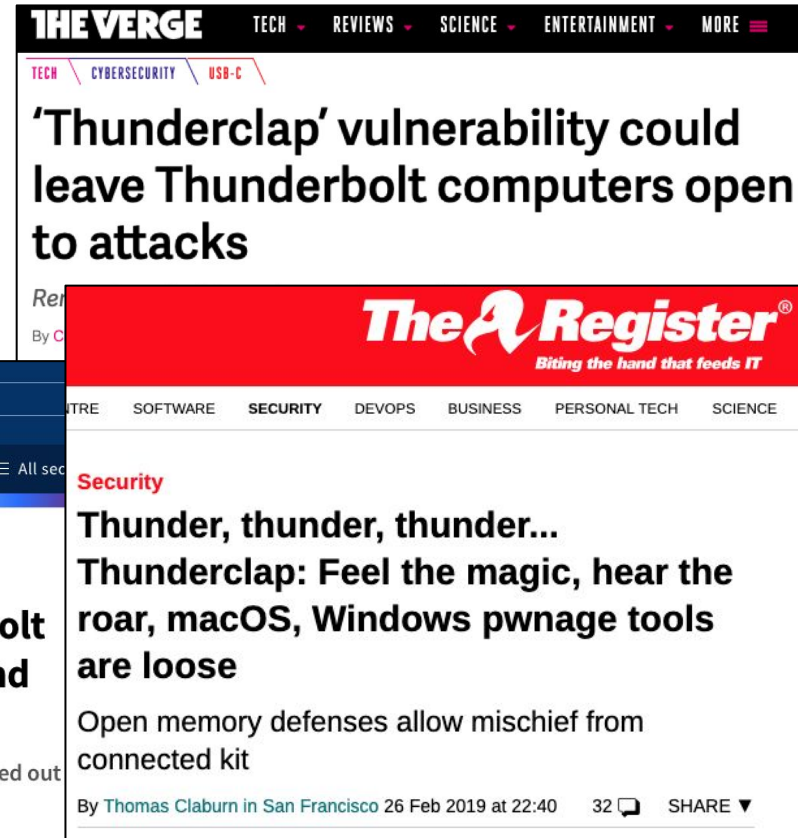 THE VERGE TECH REVIEWS SCIENCE ENTERTAINMENT MORE
TECH CYBERSECURITY USB-C
‘Thunderclap’ vulnerability could
leave Thunderbolt computers open
to attacks
By C
The Register®
Biting the hand that feeds IT
SOFTWARE SECURITY DEVOPS BUSINESS PERSONAL TECH SCIENCE
All sec
Security
Thunder, thunder, thunder...
Thunderclap: Feel the magic, hear the
roar, macOS, Windows pwnage tools
are loose
Open memory defenses allow mischief from
connected kit
ed out
By Thomas Claburn in San Francisco 26 Feb 2019 at 22:40 32 SHARE ▼